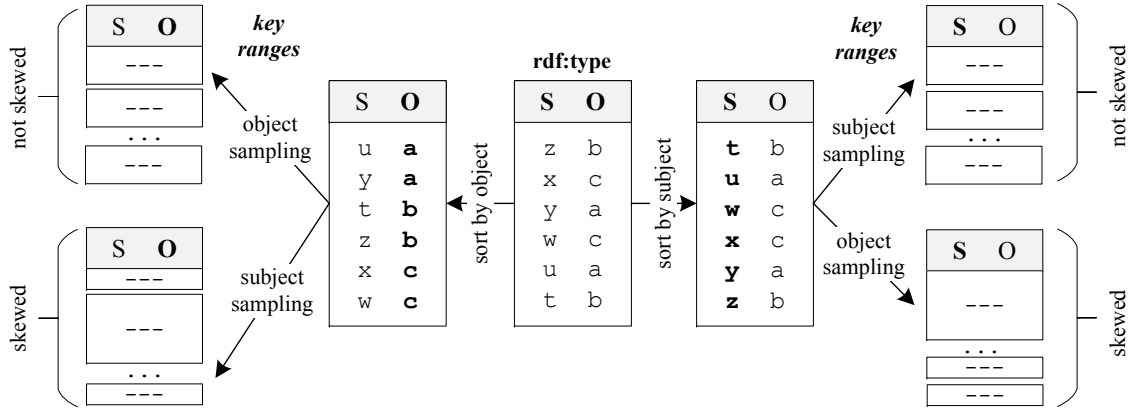 not skewed
S O
---
---
...
---
key
ranges
object
sampling
skewed
S O
---
---
...
---
subject
sampling
S O
u a
y a
t b
z b
x c
w c
sort by object
rdf:type
S O
z b
x c
y a
w c
u a
t b
sort by subject
S O
t b
u a
w c
x c
y a
z b
key
ranges
subject
sampling
S O
---
---
...
---
not skewed
object
sampling
S O
---
...
---
---
skewed